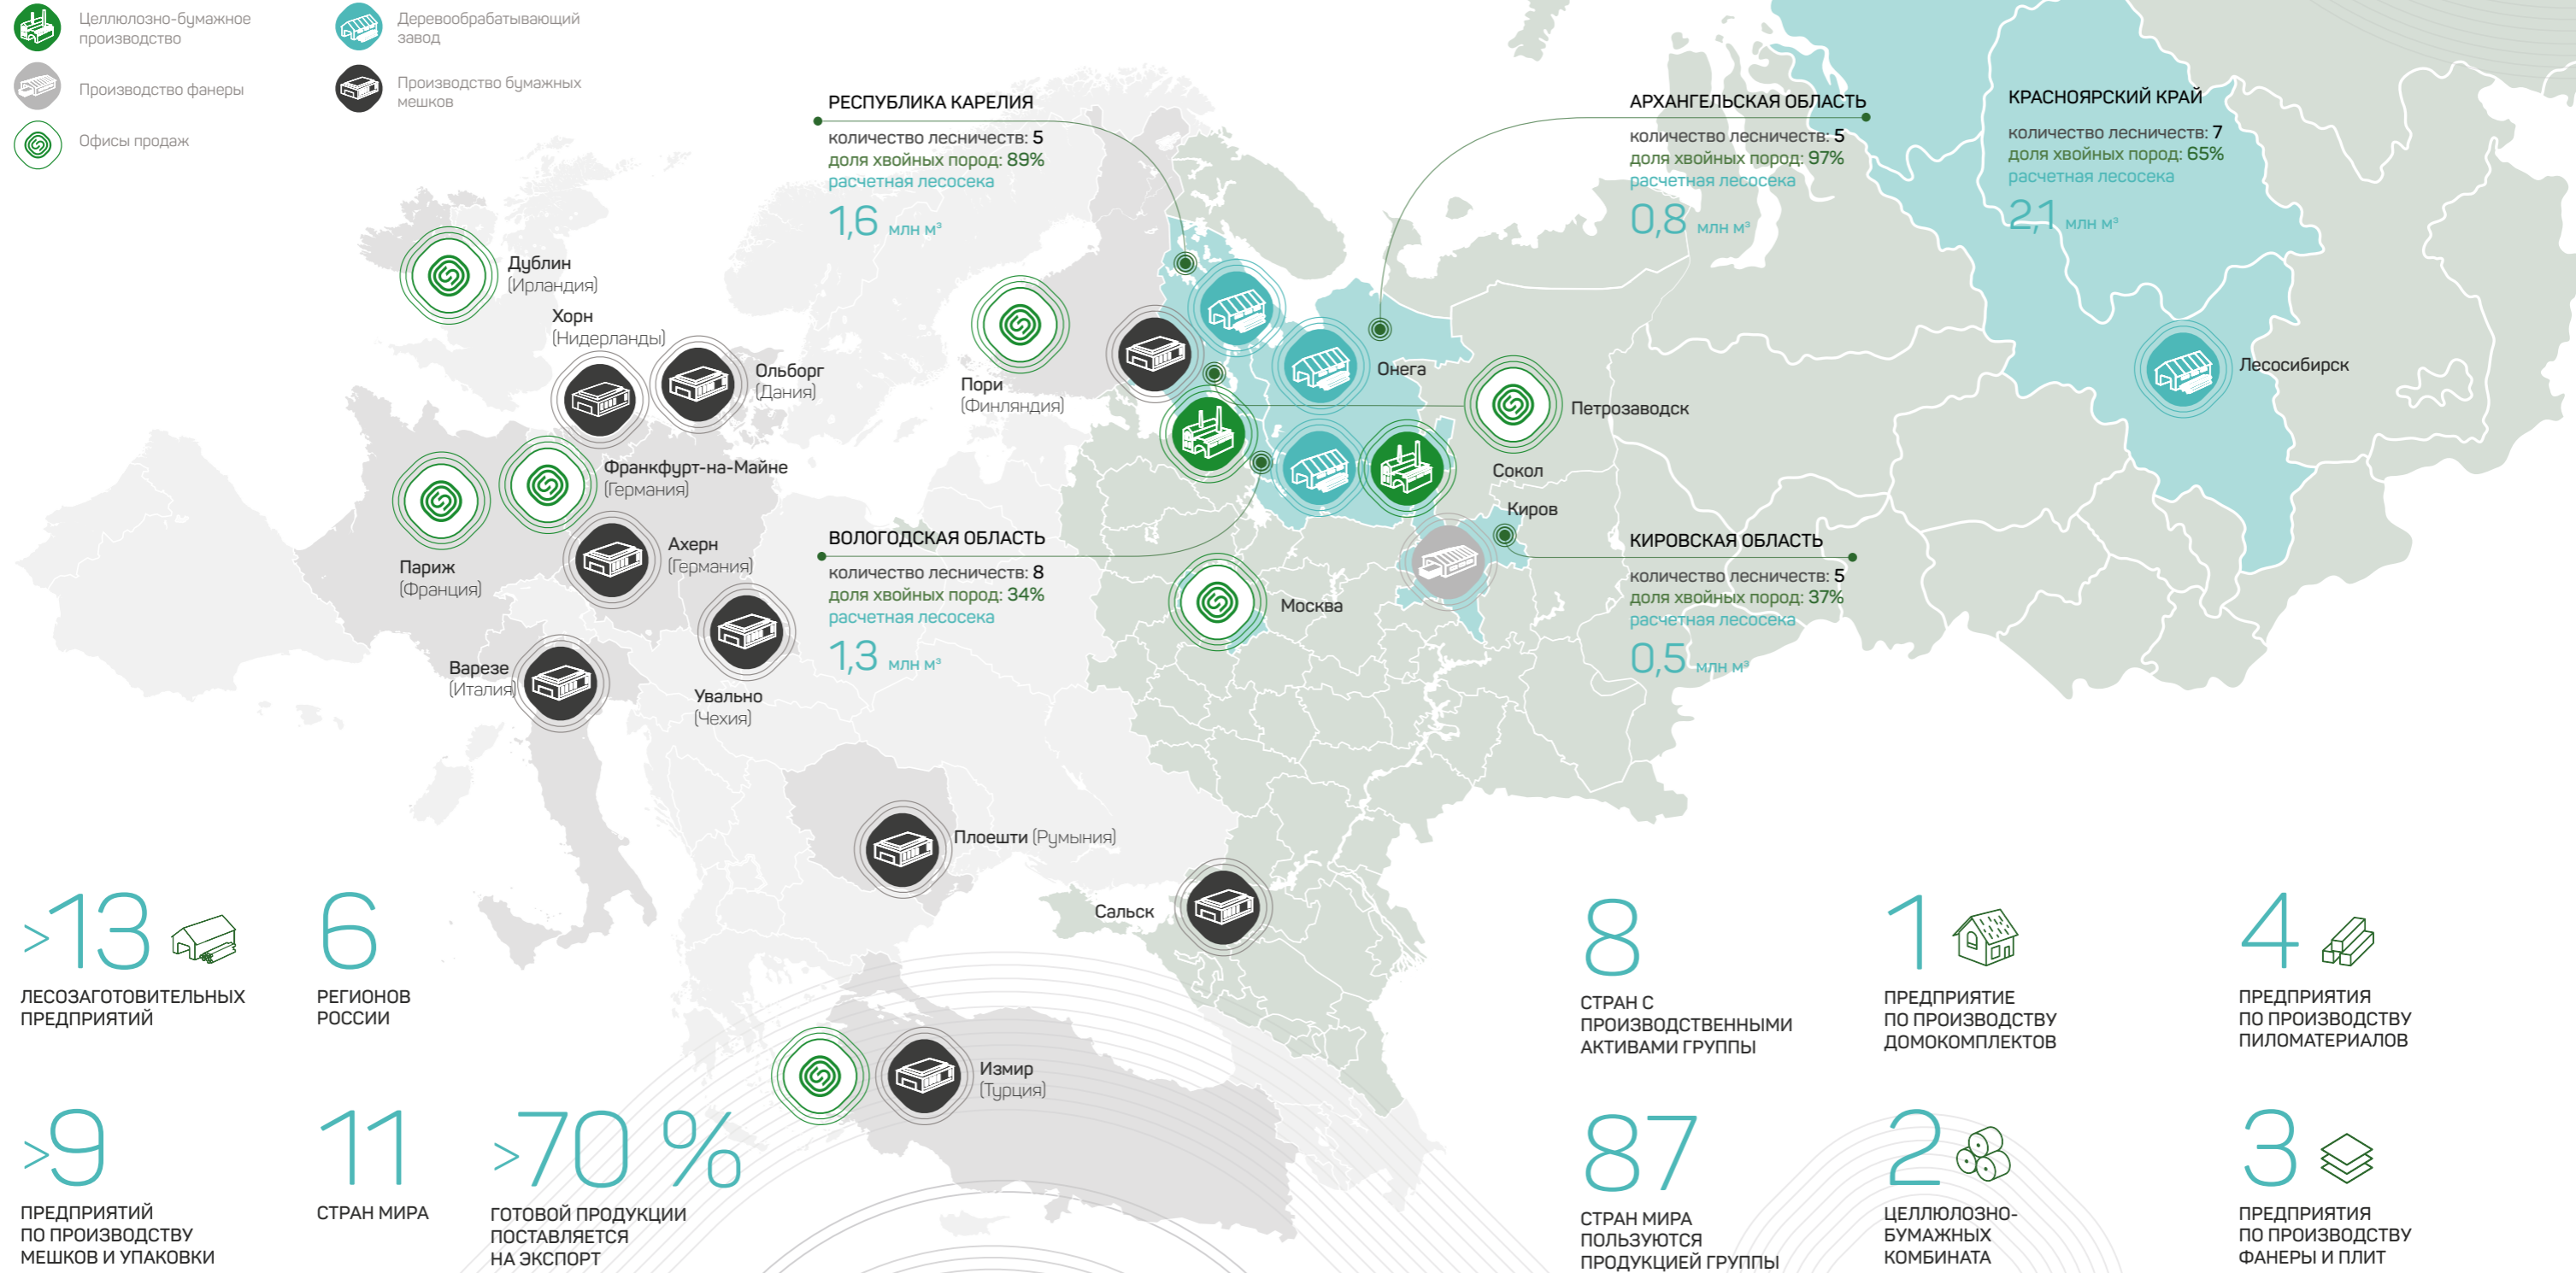 Целлюлозно-бумажное
производство
Деревообрабатывающий
завод
Производство фанеры
Производство бумажных
мешков
Офисы продаж
РЕСПУБЛИКА КАРЕЛИЯ
количество лесничеств: 5
доля хвойных пород: 89%
расчетная лесосека
1,6 млн м³
АРХАНГЕЛЬСКАЯ ОБЛАСТЬ
количество лесничеств: 5
доля хвойных пород: 97%
расчетная лесосека
0,8 млн м³
КРАСНОЯРСКИЙ КРАЙ
количество лесничеств: 7
доля хвойных пород: 65%
расчетная лесосека
2,1 млн м³
Дублин
(Ирландия)
Хорн
(Нидерланды)
Ольборг
(Дания)
Пори
(Финляндия)
Онега
Петрозаводск
Лесосибирск
Сокол
Киров
Франкфурт-на-Майне
(Германия)
Париж
(Франция)
Ахерн
(Германия)
ВОЛОГОДСКАЯ ОБЛАСТЬ
количество лесничеств: 8
доля хвойных пород: 34%
расчетная лесосека
1,3 млн м³
КИРОВСКАЯ ОБЛАСТЬ
количество лесничеств: 5
доля хвойных пород: 37%
расчетная лесосека
0,5 млн м³
Москва
Варезе
(Италия)
Увально
(Чехия)
Плоешти (Румыния)
Сальск
Измир
(Турция)
>13
ЛЕСОЗАГОТОВИТЕЛЬНЫХ
ПРЕДПРИЯТИЙ
6
РЕГИОНОВ
РОССИИ
8
СТРАН С
ПРОИЗВОДСТВЕННЫМИ
АКТИВАМИ ГРУППЫ
1
ПРЕДПРИЯТИЕ
ПО ПРОИЗВОДСТВУ
ДОМОКОМПЛЕКТОВ
4
ПРЕДПРИЯТИЯ
ПО ПРОИЗВОДСТВУ
ПИЛОМАТЕРИАЛОВ
>9
ПРЕДПРИЯТИЙ
ПО ПРОИЗВОДСТВУ
МЕШКОВ И УПАКОВКИ
11
СТРАН МИРА
>70 %
ГОТОВОЙ ПРОДУКЦИИ
ПОСТАВЛЯЕТСЯ
НА ЭКСПОРТ
87
СТРАН МИРА
ПОЛЬЗУЮТСЯ
ПРОДУКЦИЕЙ ГРУППЫ
2
ЦЕЛЛЮЛОЗНО-
БУМАЖНЫХ
КОМБИНАТА
3
ПРЕДПРИЯТИЯ
ПО ПРОИЗВОДСТВУ
ФАНЕРЫ И ПЛИТ